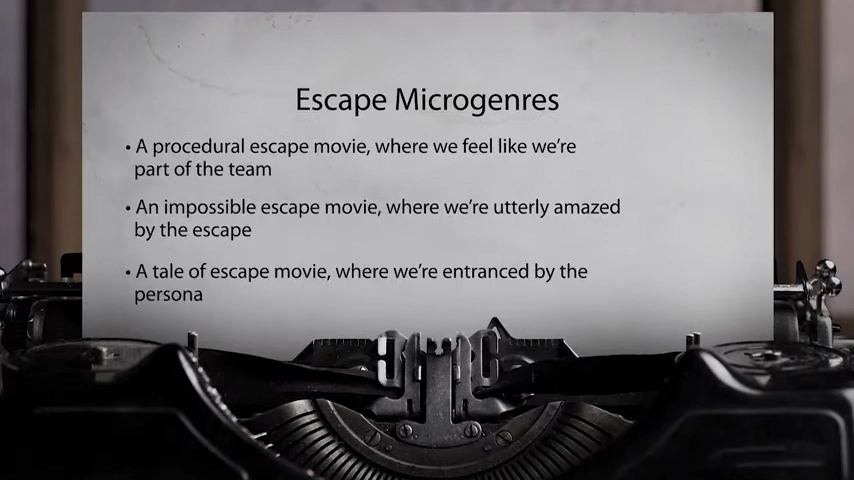 Escape Microgenres
• A procedural escape movie, where we feel like we're
part of the team
• An impossible escape movie, where we're utterly amazed
by the escape
• A tale of escape movie, where we're entranced by the
persona